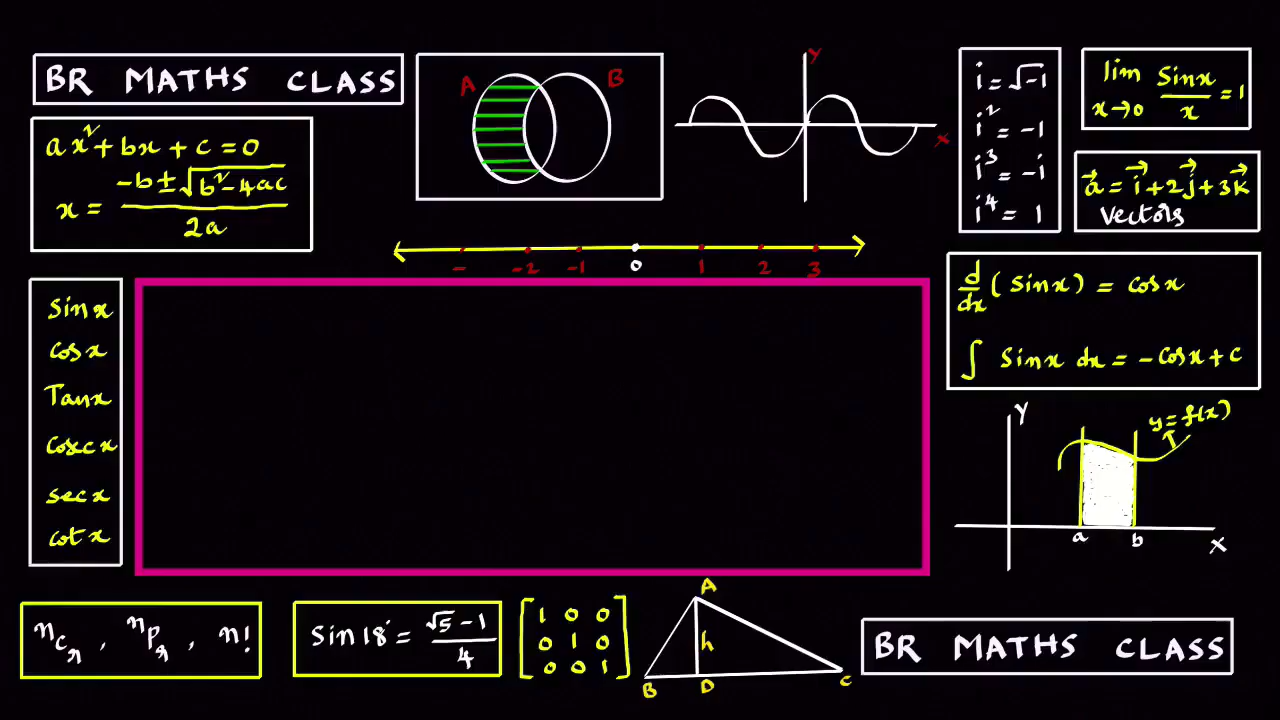 BR MATHS CLASS
ax²+bx+c=0
x = (-b±√(b²-4ac))/2a
A B
Y
X
i=√-1
i²=-1
i³=-i
i⁴=1
lim x→0 Sinx/x=1
a⃗=i⃗+2j⃗+3k⃗
Vectors
- -2 -1 0 1 2 3
Sinx
Cosx
Tanx
Cosecx
Secx
Cotx
d/dx(Sinx)=Cosx
∫Sinx dx=-Cosx+c
Y
y=f(x)
a b X
nCr, nPr, n!
Sin18°=(√5-1)/4
1 0 0
0 1 0
0 0 1
A
h
B D C
BR MATHS CLASS